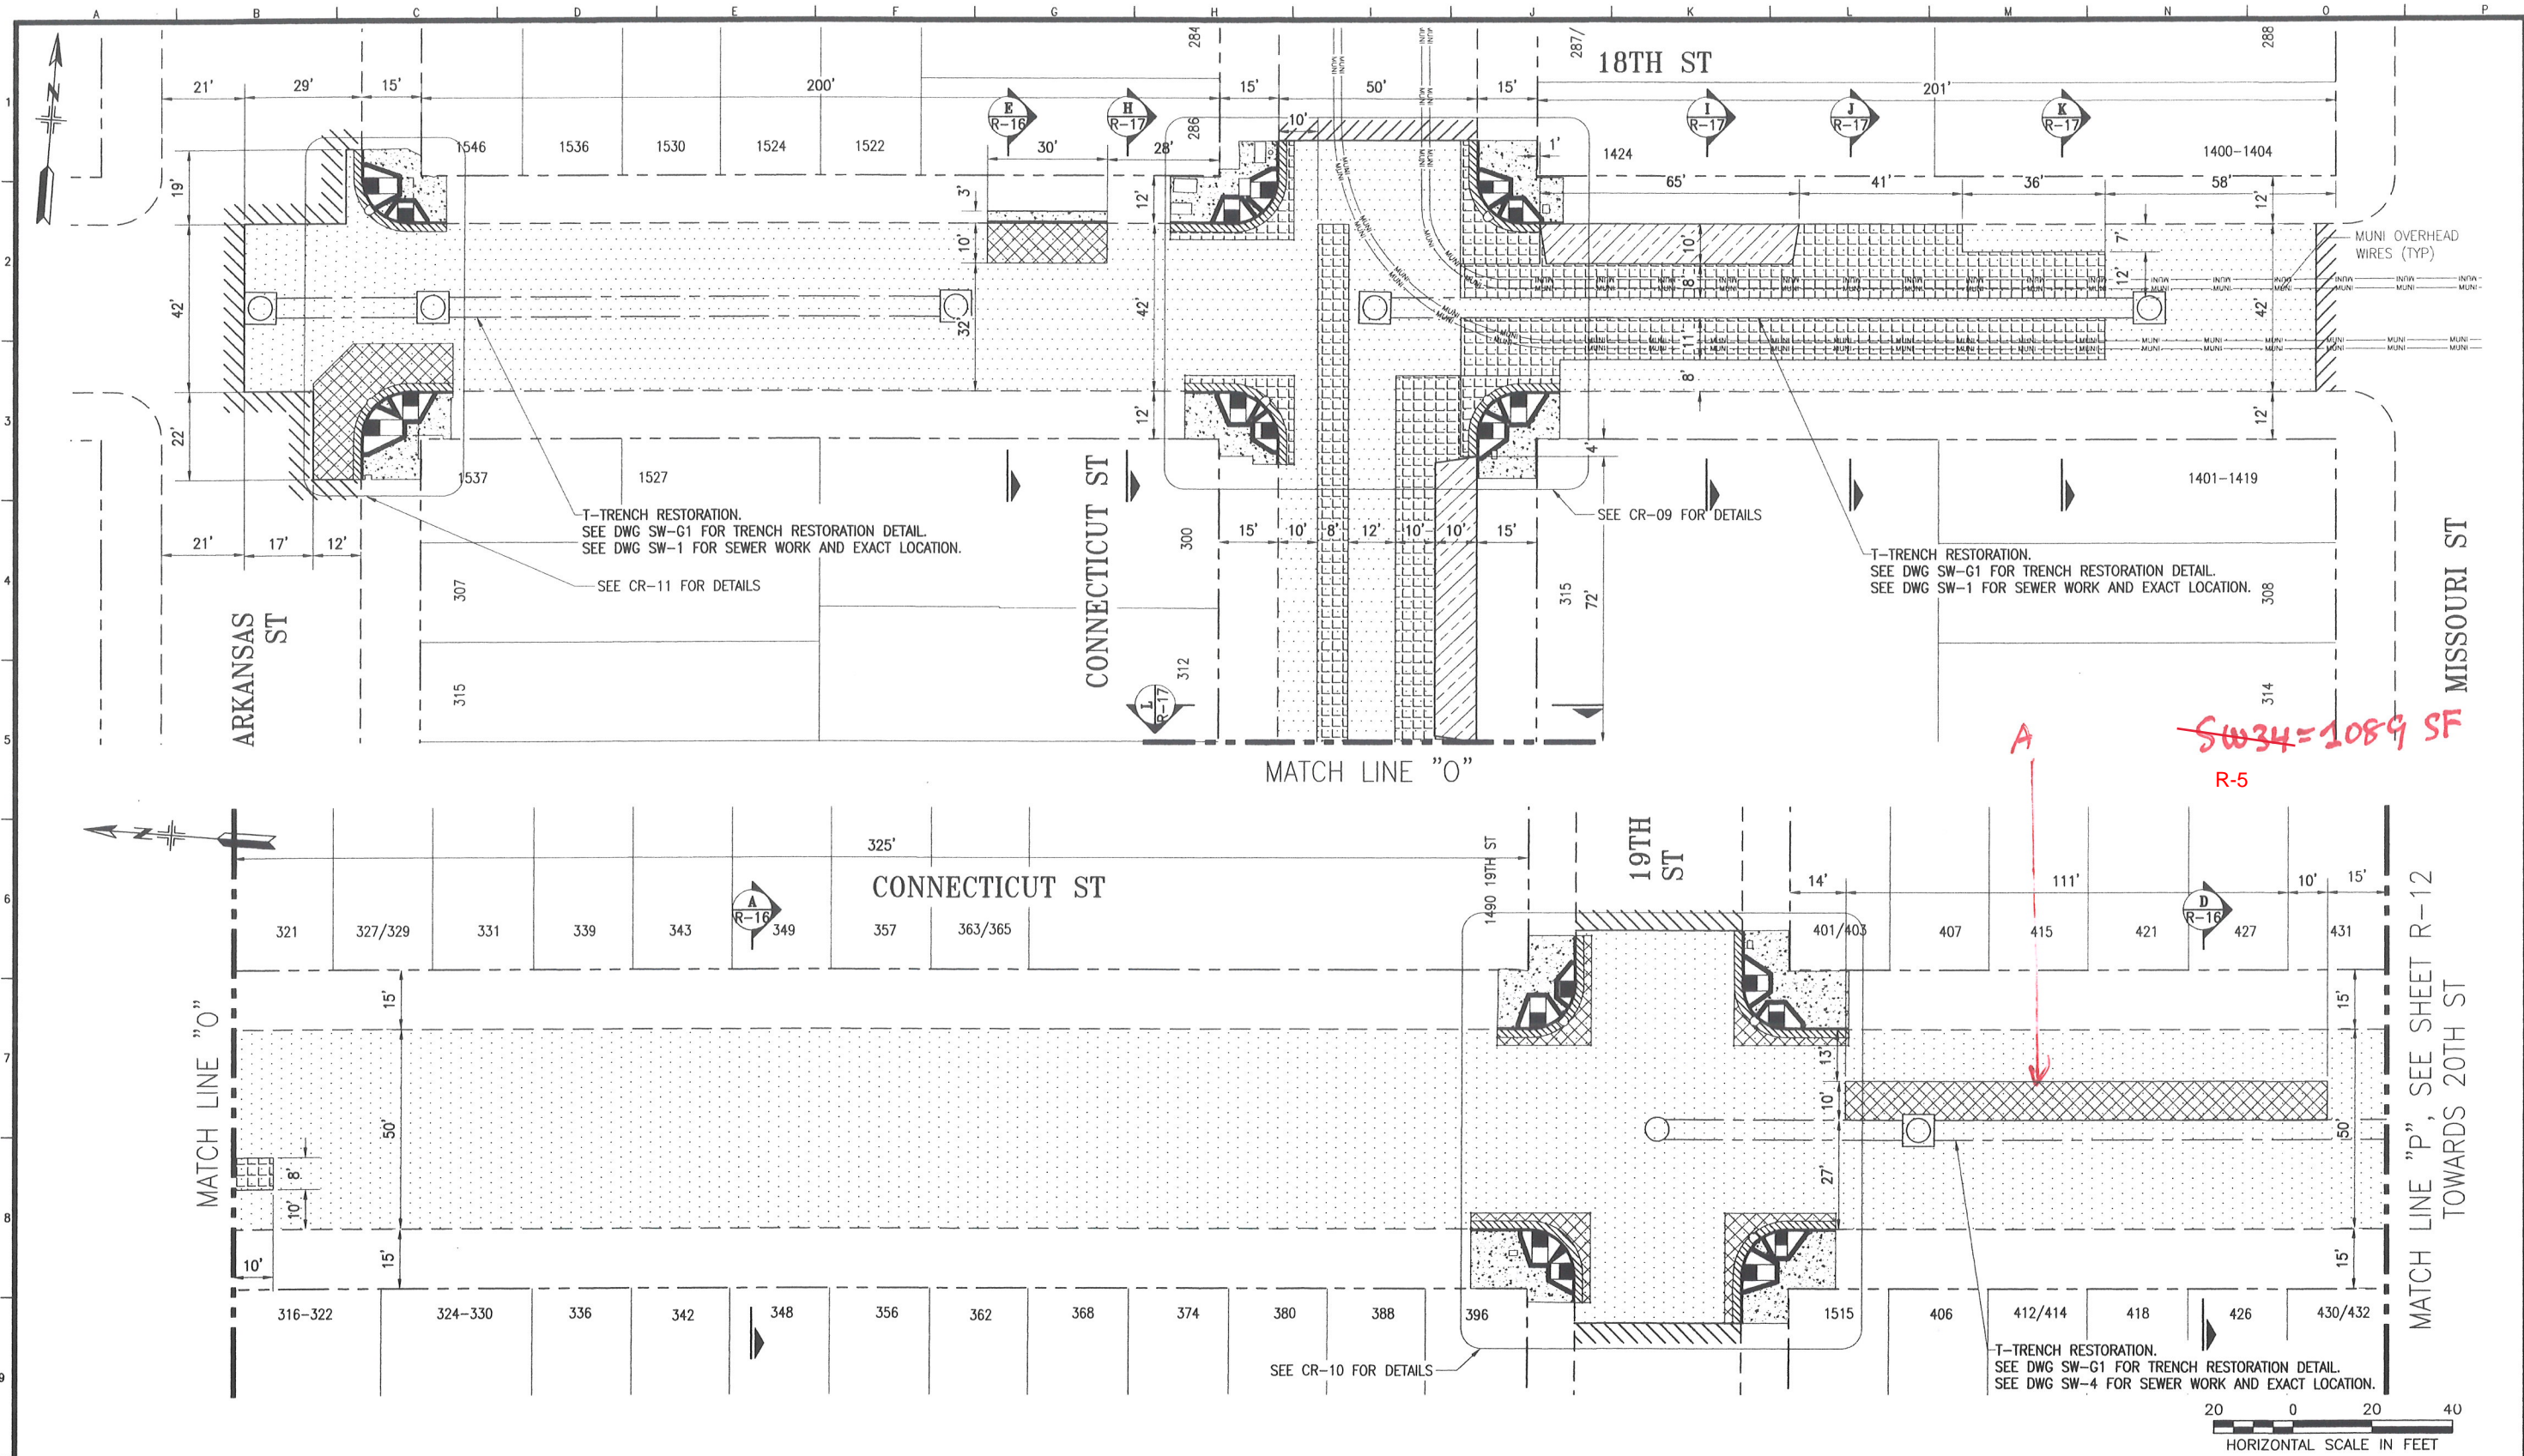 A B C D E F G H I J K L M N O P
1
2
3
4
5
6
7
8
9
N
18TH ST
284
287/
288
21' 29' 15' 200' 15' 50' 15' 201'
E
R-16
H
R-17
I
R-17
J
R-17
K
R-17
286
10'
1'
1546 1536 1530 1524 1522
30' 28'
1424
1400-1404
65' 41' 36' 58'
19'
3'
12'
12'
10'
10'
7'
MUNI OVERHEAD
WIRES (TYP)
MUNI MUNI MUNI MUNI
42'
32'
42'
8'
12'
42'
11'
8'
22'
12'
12'
4'
1537 1527
1401-1419
T-TRENCH RESTORATION.
SEE DWG SW-G1 FOR TRENCH RESTORATION DETAIL.
SEE DWG SW-1 FOR SEWER WORK AND EXACT LOCATION.
SEE CR-11 FOR DETAILS
21' 17' 12'
300
15' 10' 8' 12' 10' 10' 15'
SEE CR-09 FOR DETAILS
T-TRENCH RESTORATION.
SEE DWG SW-G1 FOR TRENCH RESTORATION DETAIL.
SEE DWG SW-1 FOR SEWER WORK AND EXACT LOCATION.
ARKANSAS
ST
307
315
CONNECTICUT ST
312
L
R-17
315
72'
308
314
MISSOURI ST
MATCH LINE "O"
A
SW34=1089 SF
R-5
N
325'
CONNECTICUT ST
1490 19TH ST
19TH
ST
14' 111' 10' 15'
A
R-16
D
R-16
321 327/329 331 339 343 349 357 363/365
401/403 407 415 421 427 431
MATCH LINE "O"
15'
50'
8'
10'
15'
10'
13'
10'
27'
15'
50'
15'
MATCH LINE "P", SEE SHEET R-12
TOWARDS 20TH ST
316-322 324-330 336 342 348 356 362 368 374 380 388 396
1515 406 412/414 418 426 430/432
SEE CR-10 FOR DETAILS
T-TRENCH RESTORATION.
SEE DWG SW-G1 FOR TRENCH RESTORATION DETAIL.
SEE DWG SW-4 FOR SEWER WORK AND EXACT LOCATION.
20 0 20 40
HORIZONTAL SCALE IN FEET